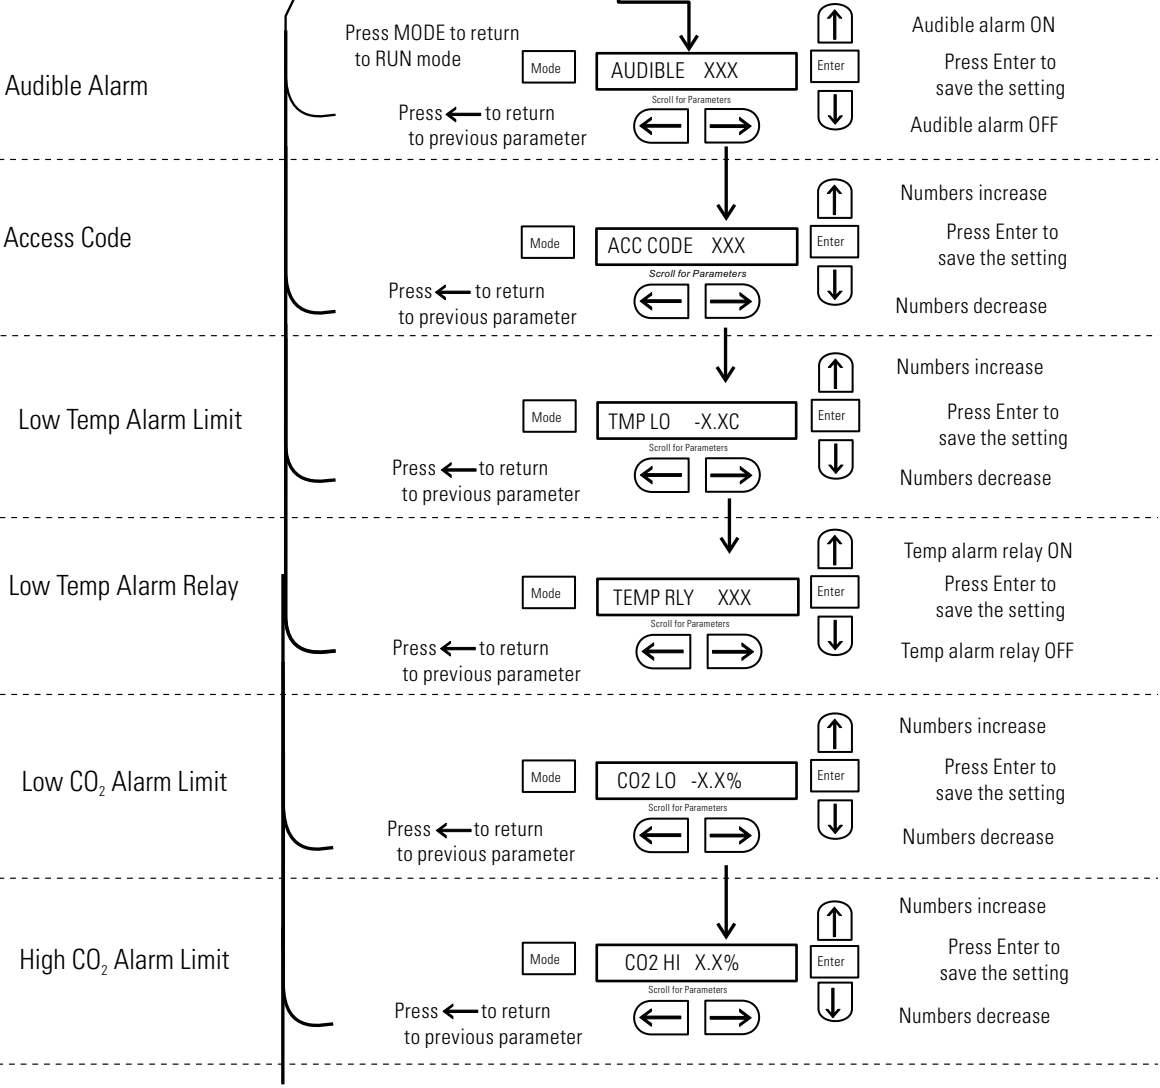 Audible Alarm
Press MODE to return
to RUN mode
Mode
AUDIBLE XXX
Scroll for Parameters
Press to return
to previous parameter
Audible alarm ON
Enter
Press Enter to
save the setting
Audible alarm OFF
Access Code
Mode
ACC CODE XXX
Scroll for Parameters
Press to return
to previous parameter
Numbers increase
Enter
Press Enter to
save the setting
Numbers decrease
Low Temp Alarm Limit
Mode
TMP LO -X.XC
Scroll for Parameters
Press to return
to previous parameter
Numbers increase
Enter
Press Enter to
save the setting
Numbers decrease
Low Temp Alarm Relay
Mode
TEMP RLY XXX
Scroll for Parameters
Press to return
to previous parameter
Temp alarm relay ON
Enter
Press Enter to
save the setting
Temp alarm relay OFF
Low CO₂ Alarm Limit
Mode
CO2 LO -X.X%
Scroll for Parameters
Press to return
to previous parameter
Numbers increase
Enter
Press Enter to
save the setting
Numbers decrease
High CO₂ Alarm Limit
Mode
CO2 HI X.X%
Scroll for Parameters
Press to return
to previous parameter
Numbers increase
Enter
Press Enter to
save the setting
Numbers decrease